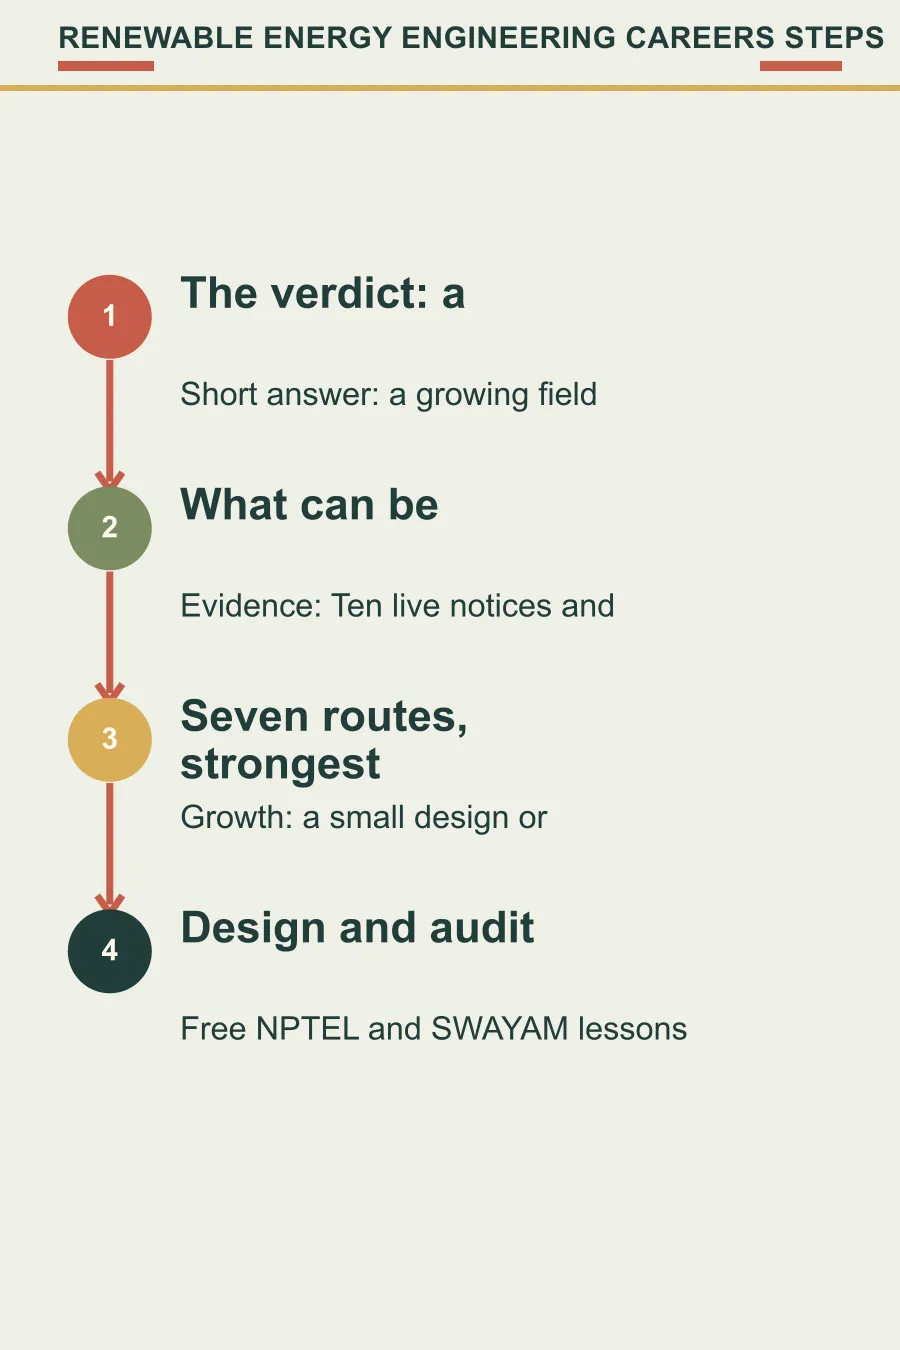 RENEWABLE ENERGY ENGINEERING CAREERS STEPS
1
The verdict: a
Short answer: a growing field
2
What can be
Evidence: Ten live notices and
3
Seven routes,
strongest
Growth: a small design or
4
Design and audit
Free NPTEL and SWAYAM lessons